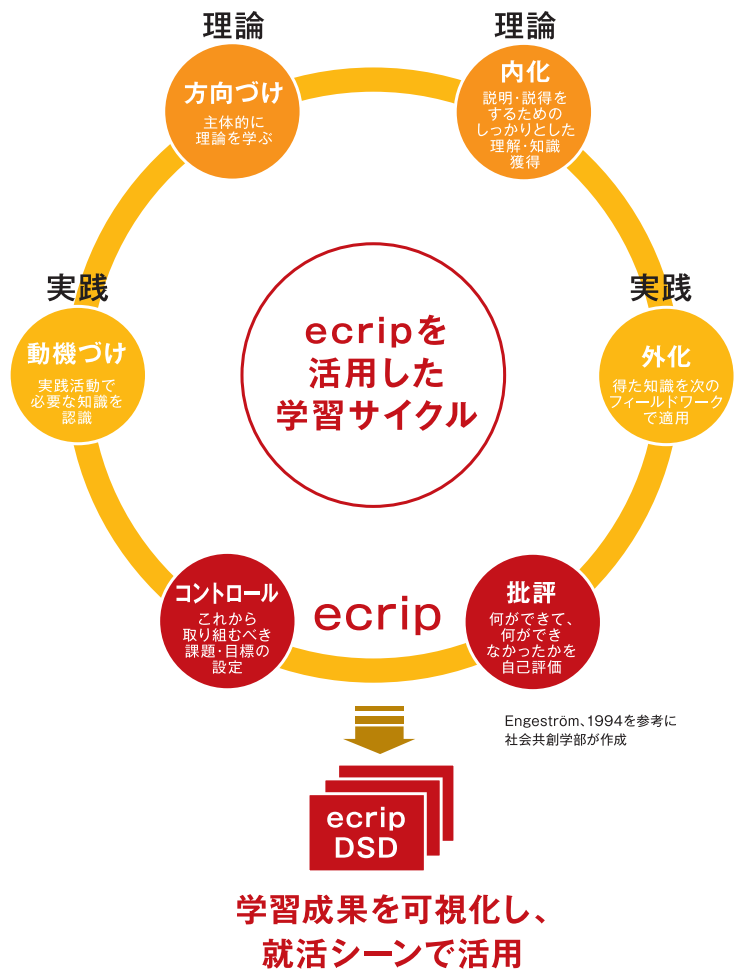 理論
理論
方向づけ
主体的に
理論を学ぶ
内化
説明・説得を
するための
しっかりとした
理解・知識
獲得
実践
動機づけ
実践活動で
必要な知識を
認識
ecripを
活用した
学習サイクル
実践
外化
得た知識を次の
フィールドワーク
で適用
コントロール
これから
取り組むべき
課題・目標の
設定
ecrip
批評
何ができて、
何ができ
なかったかを
自己評価
Engeström、1994を参考に
社会共創学部が作成
ecrip
DSD
学習成果を可視化し、
就活シーンで活用